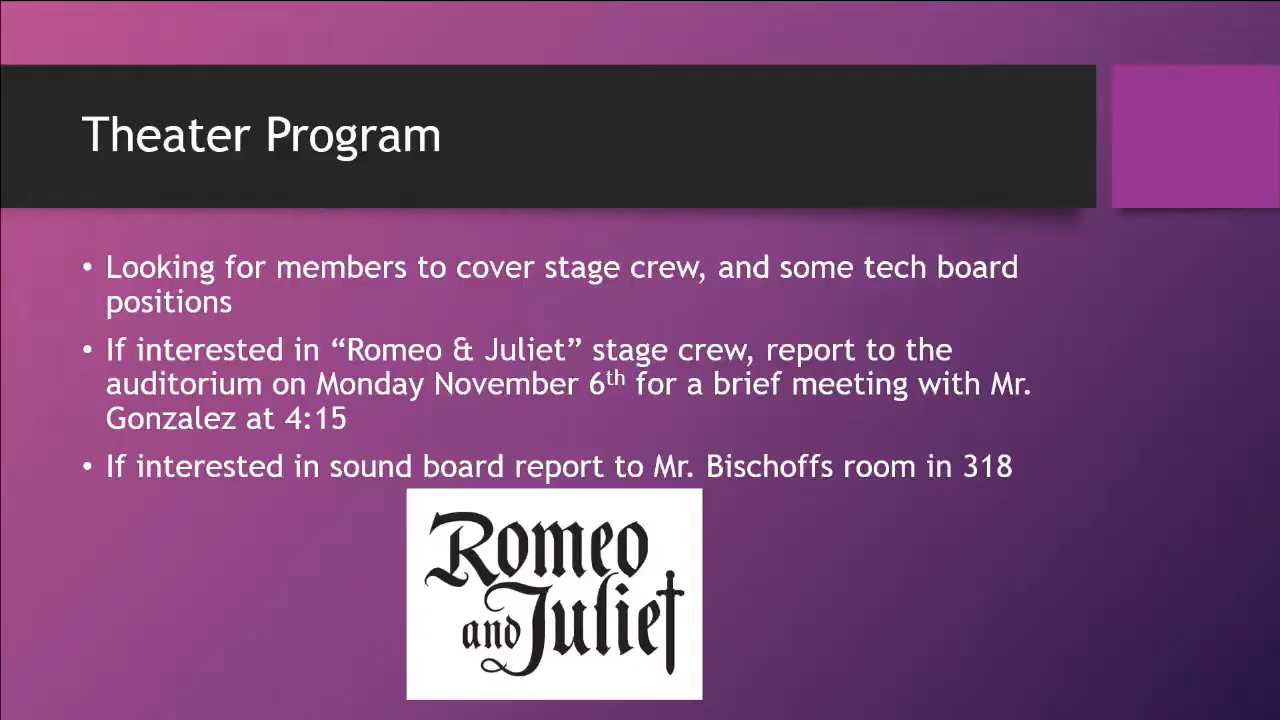 Theater Program
• Looking for members to cover stage crew, and some tech board
positions
• If interested in “Romeo & Juliet” stage crew, report to the
auditorium on Monday November 6th for a brief meeting with Mr.
Gonzalez at 4:15
• If interested in sound board report to Mr. Bischoffs room in 318
Romeo
and Juliet